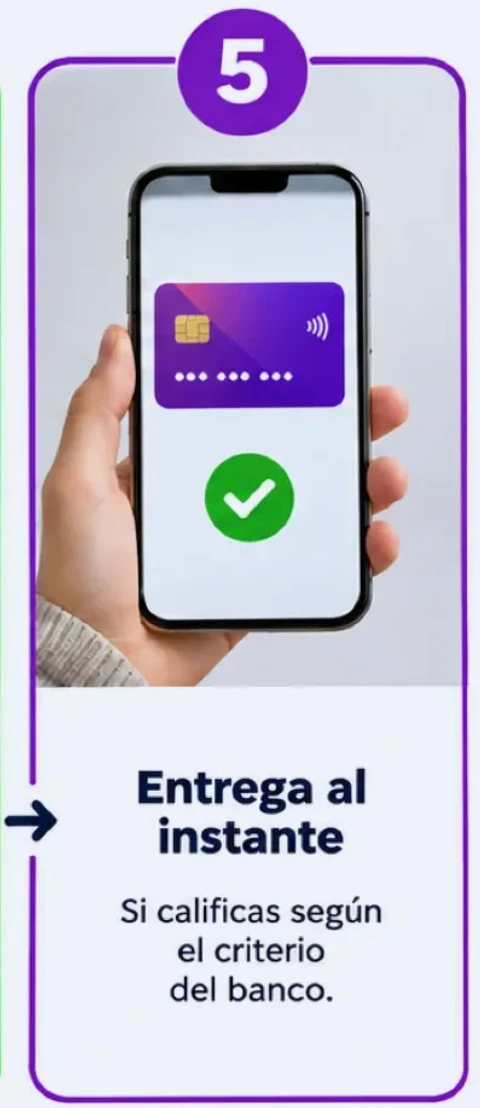 5
Entrega al
instante
Si calificas según
el criterio
del banco.